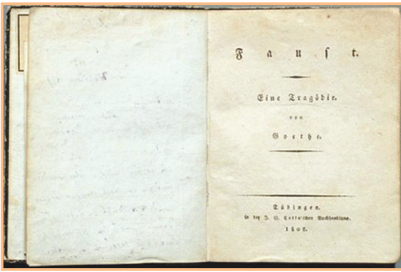 Faust.
Eine Tragödie.
von
Goethe.
Tübingen.
in der J. G. Cotta'schen Buchhandlung.
1808.